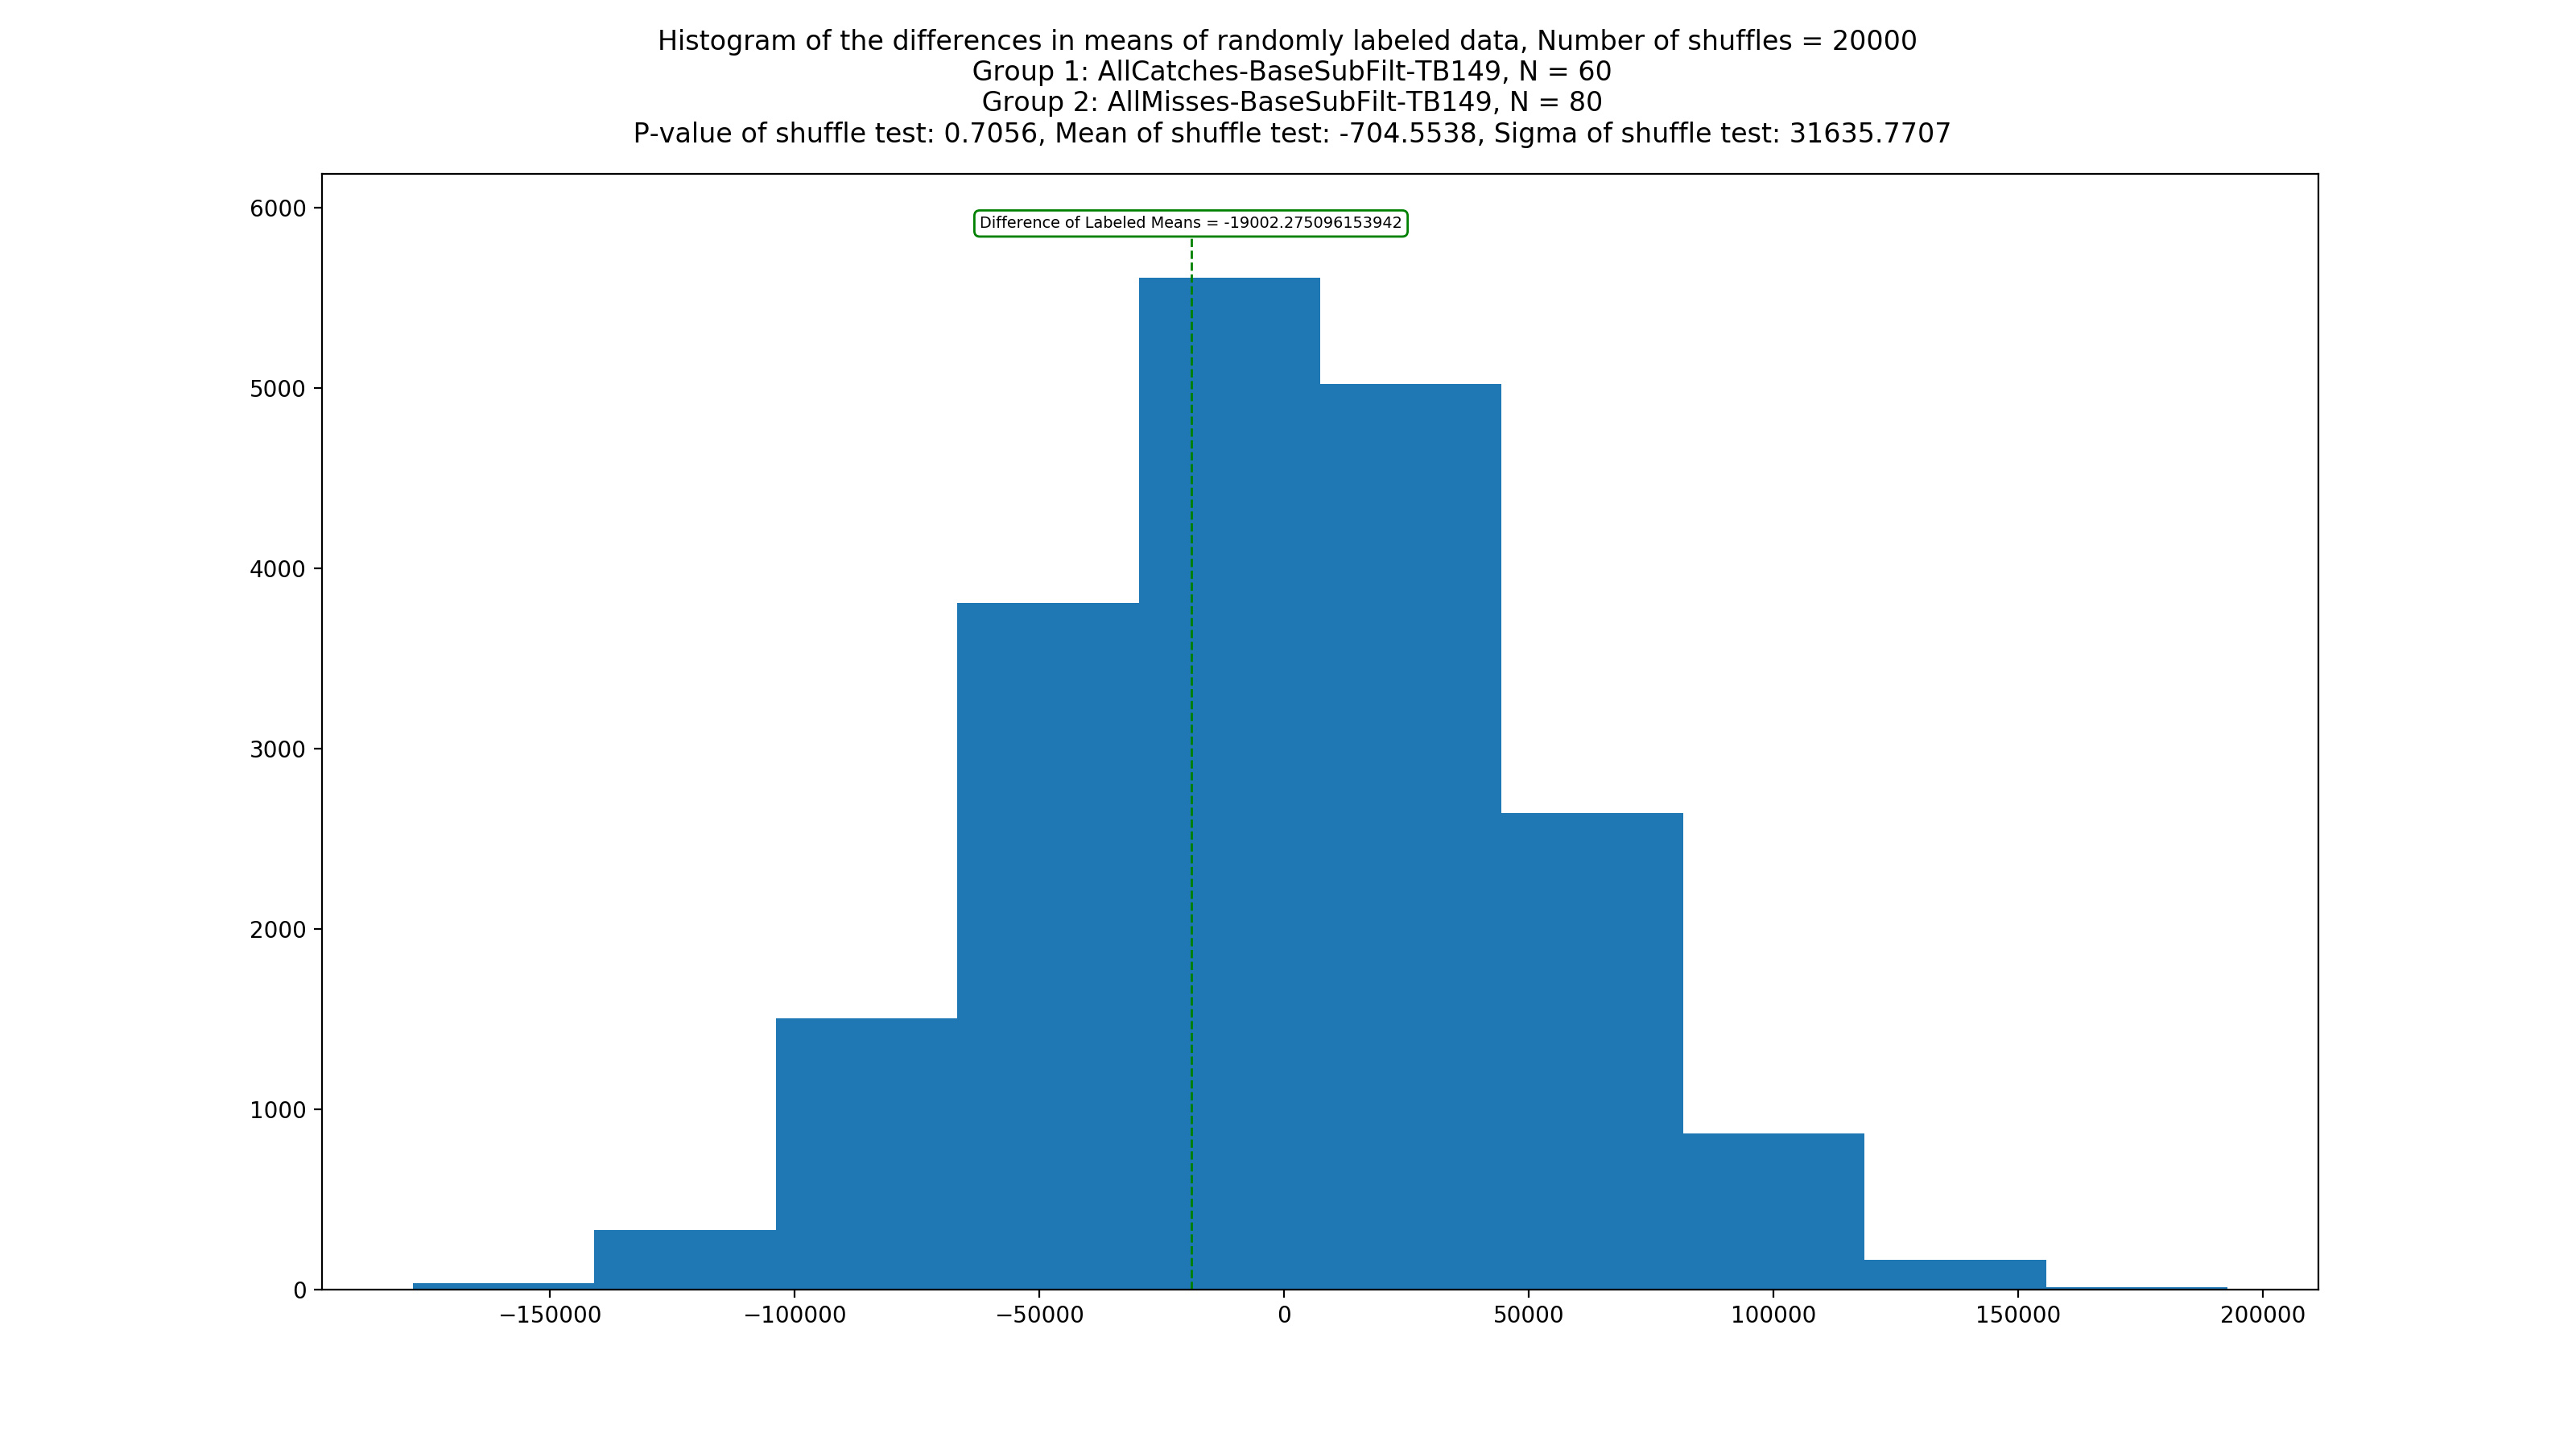 Histogram of the differences in means of randomly labeled data, Number of shuffles = 20000
Group 1: AllCatches-BaseSubFilt-TB149, N = 60
Group 2: AllMisses-BaseSubFilt-TB149, N = 80
P-value of shuffle test: 0.7056, Mean of shuffle test: -704.5538, Sigma of shuffle test: 31635.7707
6000
Difference of Labeled Means = -19002.275096153942
5000
4000
3000
2000
1000
0
−150000 −100000 −50000 0 50000 100000 150000 200000